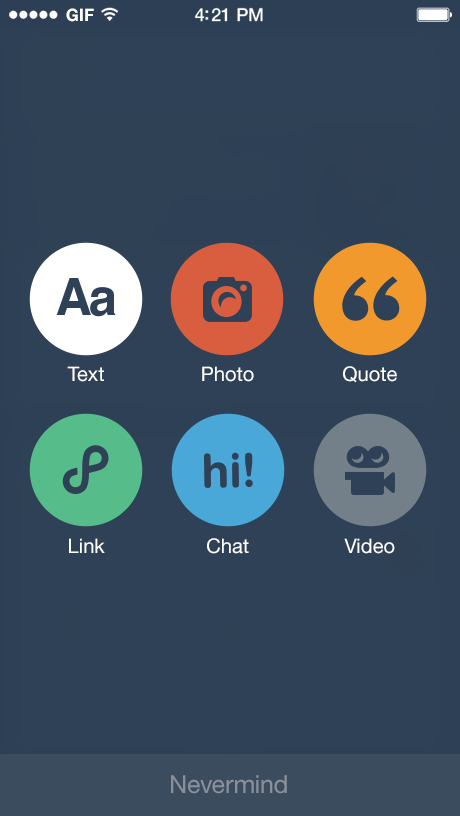 GIF 4:21 PM
Aa
Text Photo Quote
hi!
Link Chat Video
Nevermind